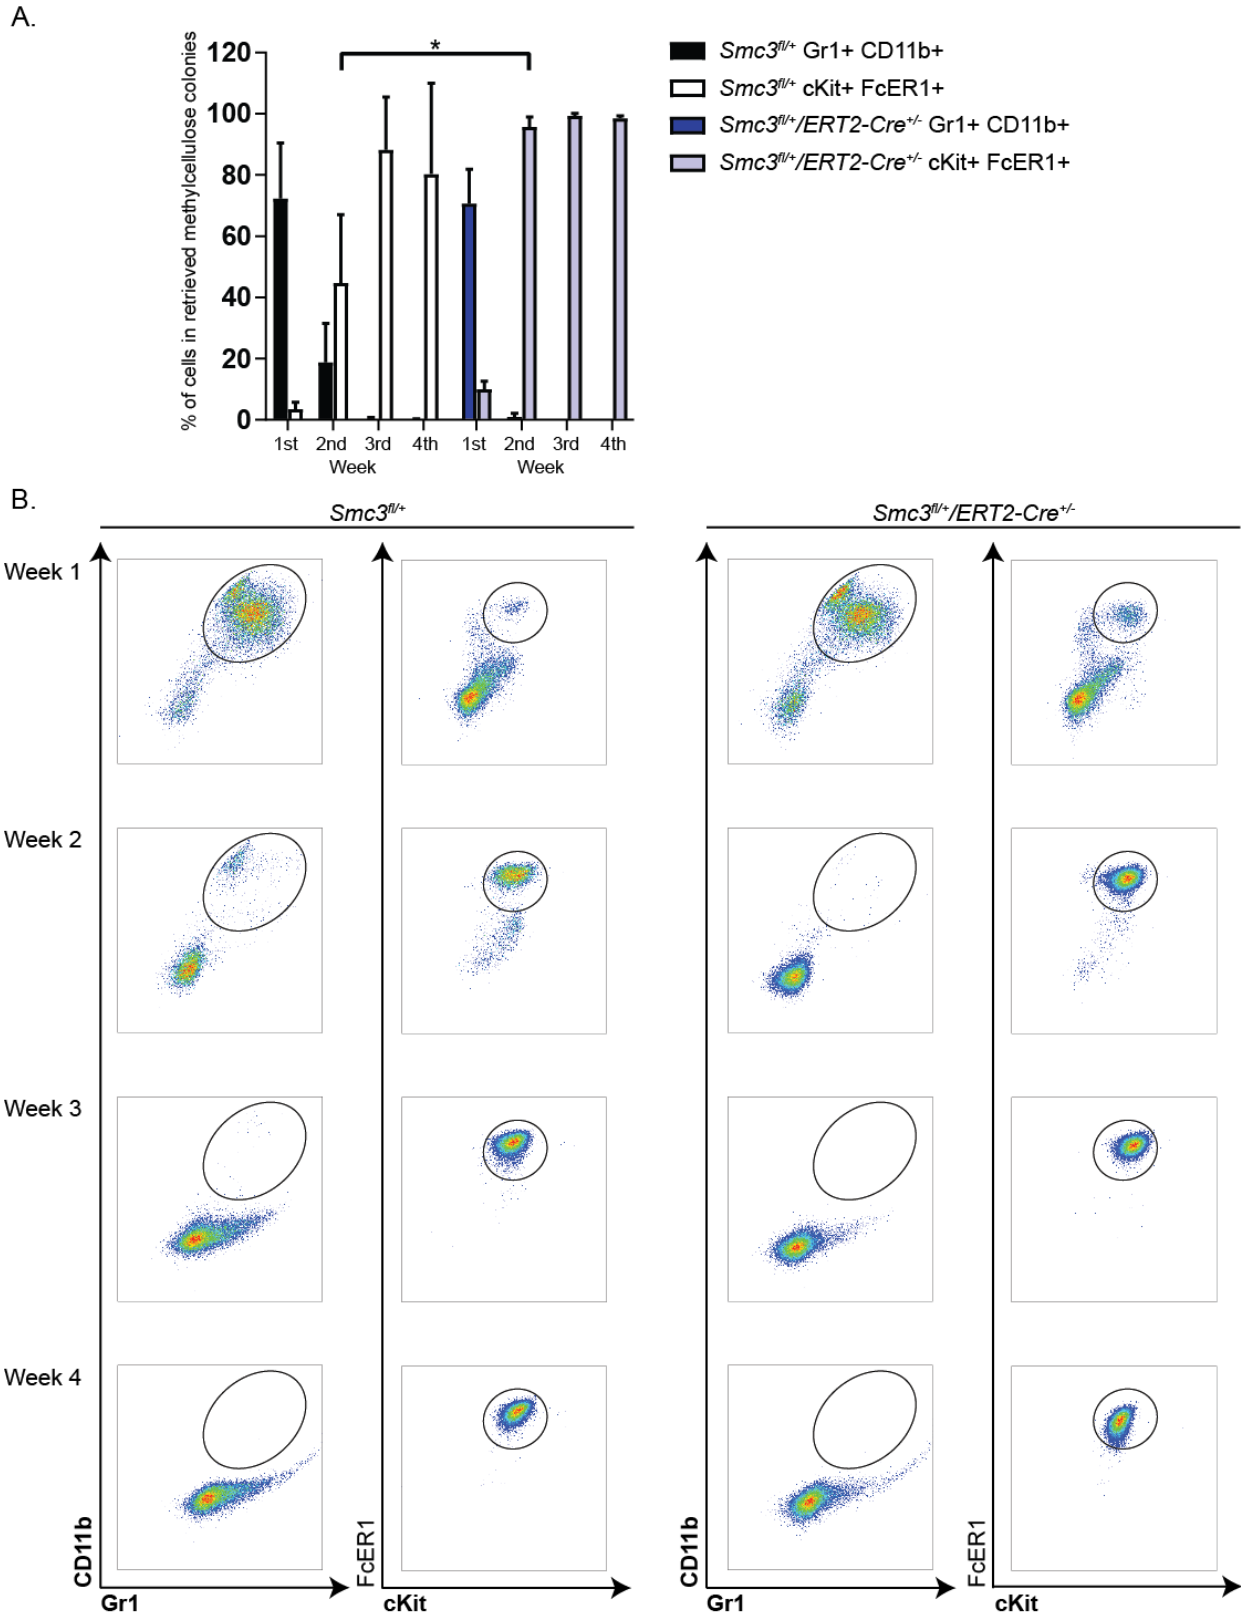 A.
% of cells in retrieved methylcellulose colonies
120
100
80
60
40
20
0
*
1st 2nd 3rd 4th 1st 2nd 3rd 4th
Week Week
Smc3fl/+ Gr1+ CD11b+
Smc3fl/+ cKit+ FcER1+
Smc3fl/+/ERT2-Cre+/- Gr1+ CD11b+
Smc3fl/+/ERT2-Cre+/- cKit+ FcER1+
B.
Smc3fl/+ Smc3fl/+/ERT2-Cre+/-
Week 1
Week 2
Week 3
Week 4
CD11b FcER1 CD11b FcER1
Gr1 cKit Gr1 cKit